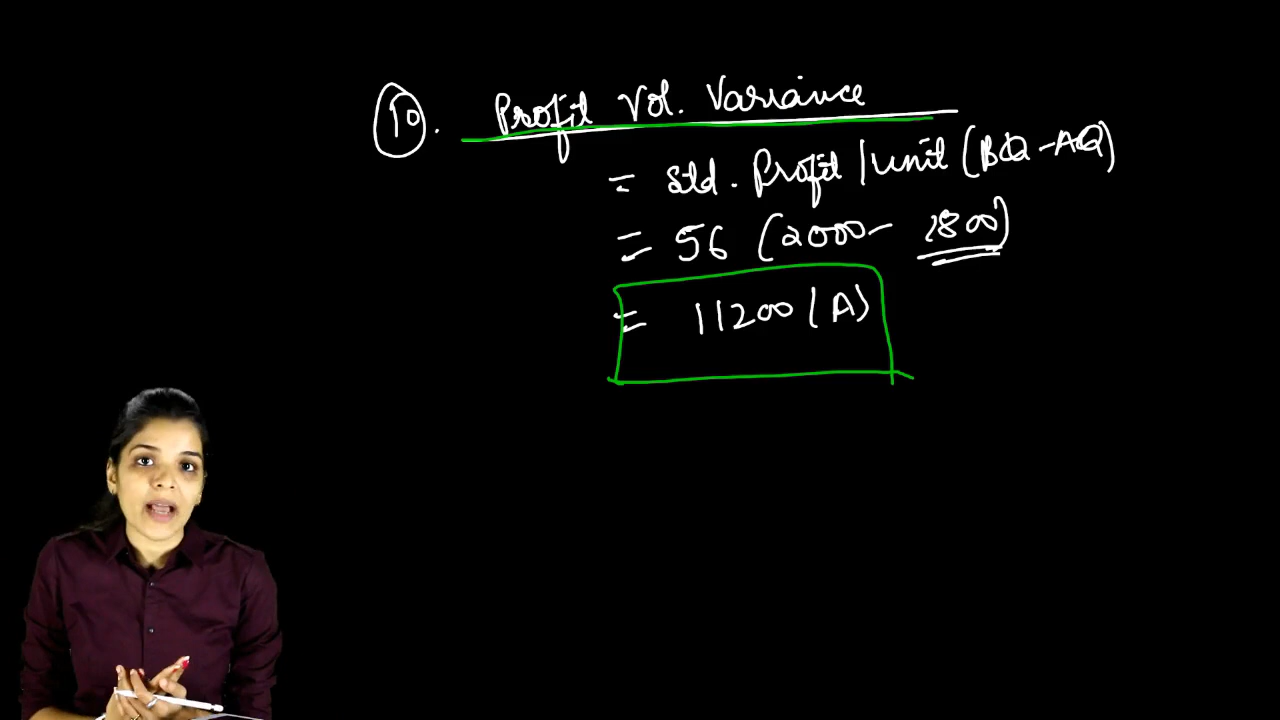 10. Profit Vol. Variance
= Std. Profit/Unit (BQ-AQ)
= 56 (2000- 1800)
= 11200 (A)